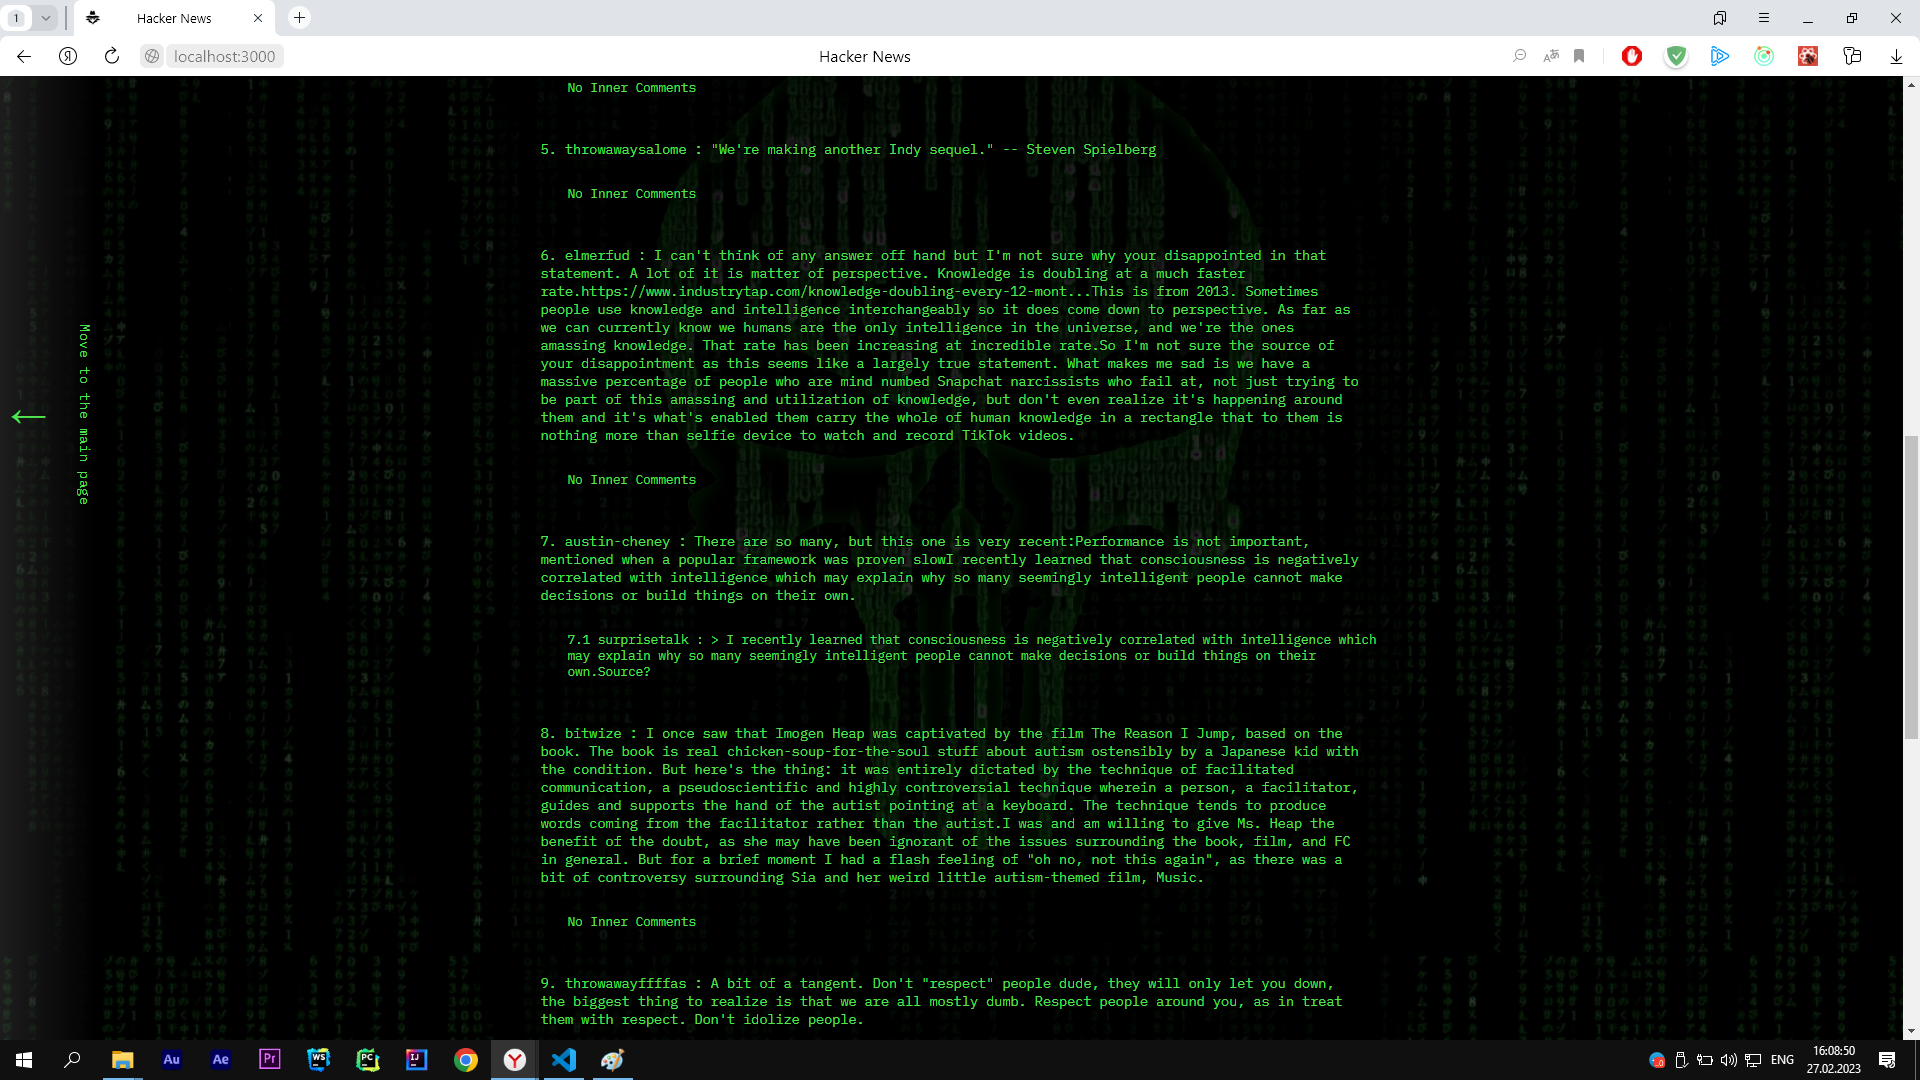 1
Hacker News
localhost:3000
Hacker News
No Inner Comments
5. throwawaysalome : "We're making another Indy sequel." -- Steven Spielberg
No Inner Comments
6. elmerfud : I can't think of any answer off hand but I'm not sure why your disappointed in that
statement. A lot of it is matter of perspective. Knowledge is doubling at a much faster
rate.https://www.industrytap.com/knowledge-doubling-every-12-mont...This is from 2013. Sometimes
people use knowledge and intelligence interchangeably so it does come down to perspective. As far as
we can currently know we humans are the only intelligence in the universe, and we're the ones
amassing knowledge. That rate has been increasing at incredible rate.So I'm not sure the source of
your disappointment as this seems like a largely true statement. What makes me sad is we have a
massive percentage of people who are mind numbed Snapchat narcissists who fail at, not just trying to
be part of this amassing and utilization of knowledge, but don't even realize it's happening around
them and it's what's enabled them carry the whole of human knowledge in a rectangle that to them is
nothing more than selfie device to watch and record TikTok videos.
No Inner Comments
Move to the main page
7. austin-cheney : There are so many, but this one is very recent:Performance is not important,
mentioned when a popular framework was proven slowI recently learned that consciousness is negatively
correlated with intelligence which may explain why so many seemingly intelligent people cannot make
decisions or build things on their own.
7.1 surprisetalk : > I recently learned that consciousness is negatively correlated with intelligence which
may explain why so many seemingly intelligent people cannot make decisions or build things on their
own.Source?
8. bitwize : I once saw that Imogen Heap was captivated by the film The Reason I Jump, based on the
book. The book is real chicken-soup-for-the-soul stuff about autism ostensibly by a Japanese kid with
the condition. But here's the thing: it was entirely dictated by the technique of facilitated
communication, a pseudoscientific and highly controversial technique wherein a person, a facilitator,
guides and supports the hand of the autist pointing at a keyboard. The technique tends to produce
words coming from the facilitator rather than the autist.I was and am willing to give Ms. Heap the
benefit of the doubt, as she may have been ignorant of the issues surrounding the book, film, and FC
in general. But for a brief moment I had a flash feeling of "oh no, not this again", as there was a
bit of controversy surrounding Sia and her weird little autism-themed film, Music.
No Inner Comments
9. throwawayffffas : A bit of a tangent. Don't "respect" people dude, they will only let you down,
the biggest thing to realize is that we are all mostly dumb. Respect people around you, as in treat
them with respect. Don't idolize people.
Au
Ae
Pr
WS
PC
IJ
ENG
16:08:50
27.02.2023